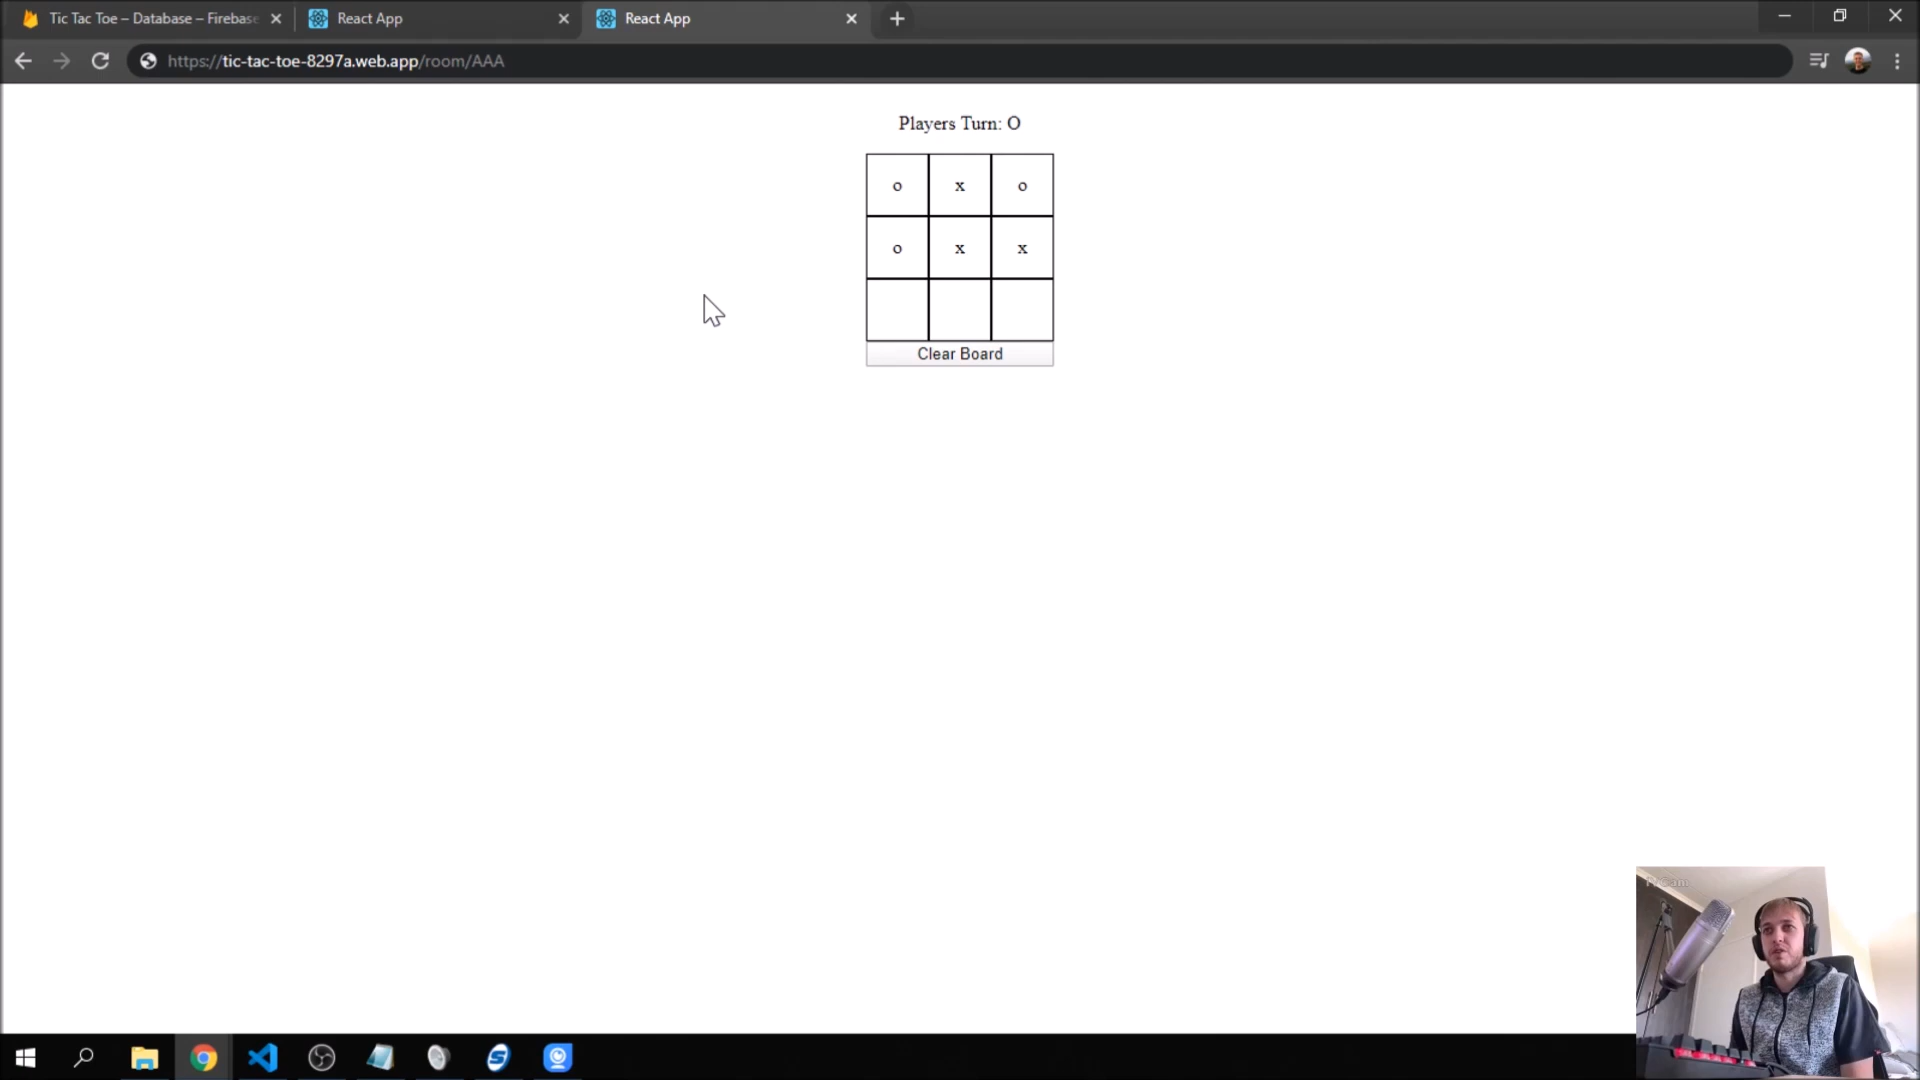 Tic Tac Toe – Database – Firebase
React App
React App
https://tic-tac-toe-8297a.web.app/room/AAA
Players Turn: O
o x o
o x x
Clear Board